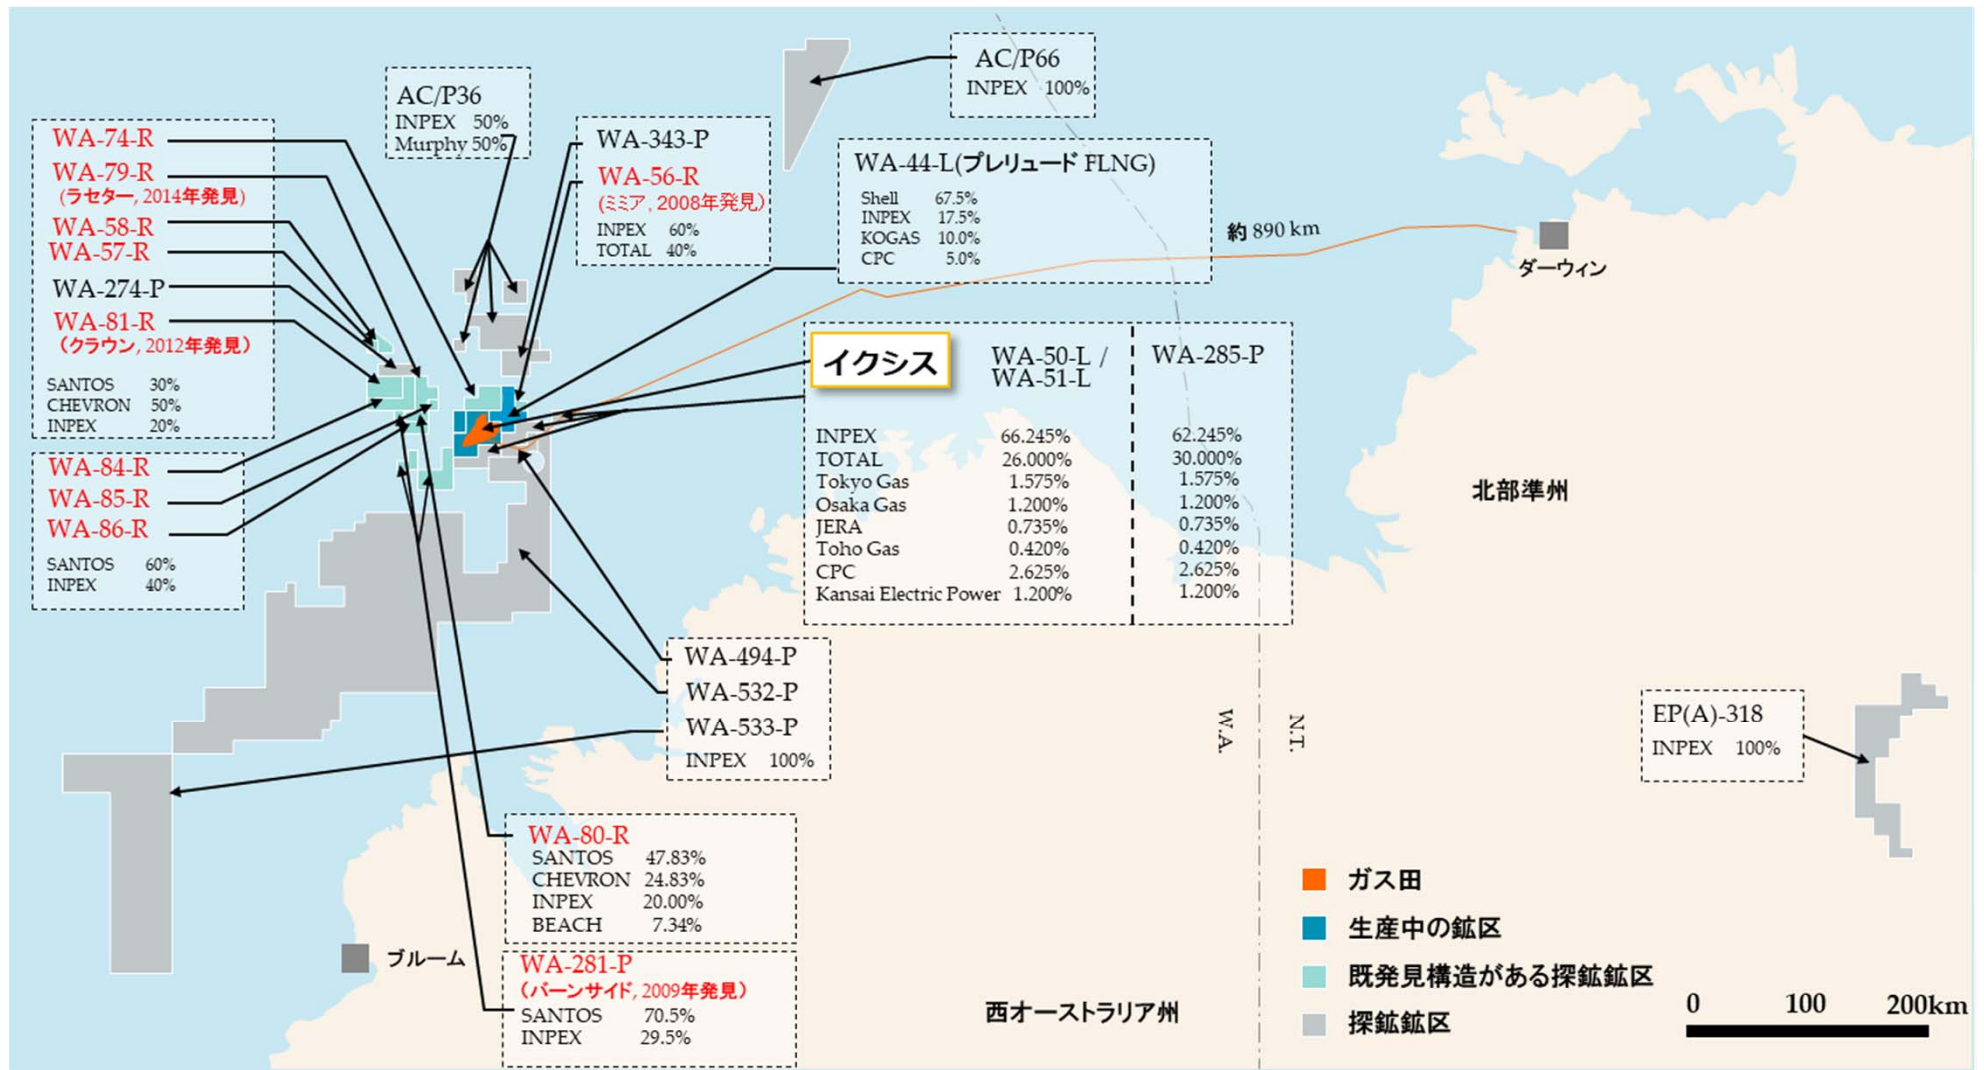 AC/P66
INPEX 100%
AC/P36
INPEX 50%
Murphy 50%
WA-343-P
WA-56-R
(ミミア, 2008年発見)
INPEX 60%
TOTAL 40%
WA-74-R
WA-79-R
(ラセター, 2014年発見)
WA-58-R
WA-57-R
WA-274-P
WA-81-R
(クラウン, 2012年発見)
SANTOS 30%
CHEVRON 50%
INPEX 20%
WA-44-L(プレリュード FLNG)
Shell 67.5%
INPEX 17.5%
KOGAS 10.0%
CPC 5.0%
約 890 km
ダーウィン
イクシス
WA-50-L /
WA-51-L
WA-285-P
INPEX 66.245% 62.245%
TOTAL 26.000% 30.000%
Tokyo Gas 1.575% 1.575%
Osaka Gas 1.200% 1.200%
JERA 0.735% 0.735%
Toho Gas 0.420% 0.420%
CPC 2.625% 2.625%
Kansai Electric Power 1.200% 1.200%
WA-84-R
WA-85-R
WA-86-R
SANTOS 60%
INPEX 40%
北部準州
WA-494-P
WA-532-P
WA-533-P
INPEX 100%
W.A.
N.T.
EP(A)-318
INPEX 100%
WA-80-R
SANTOS 47.83%
CHEVRON 24.83%
INPEX 20.00%
BEACH 7.34%
WA-281-P
(バーンサイド, 2009年発見)
SANTOS 70.5%
INPEX 29.5%
ブルーム
西オーストラリア州
ガス田
生産中の鉱区
既発見構造がある探鉱鉱区
探鉱鉱区
0 100 200km